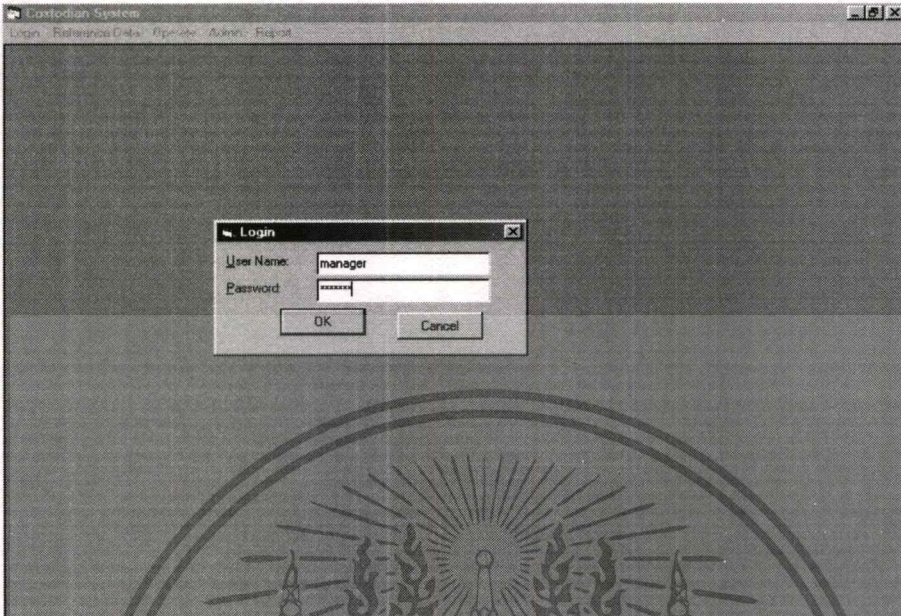 Custodian System
Login Reference Data Operate Admin Report
Login
User Name: manager
Password: *******
OK Cancel